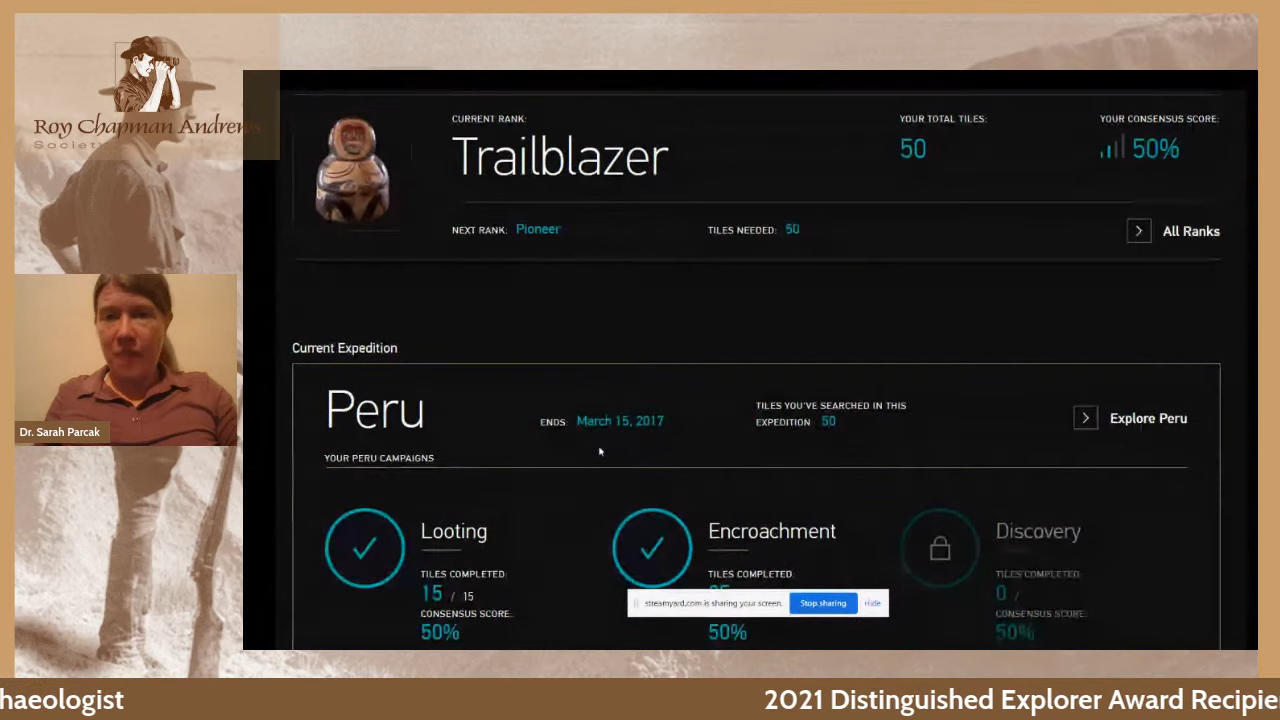 Roy Chapman Andrews
Society
CURRENT RANK:
Trailblazer
YOUR TOTAL TILES:
50
YOUR CONSENSUS SCORE:
50%
NEXT RANK: Pioneer
TILES NEEDED: 50
All Ranks
Current Expedition
Peru
ENDS March 15, 2017
TILES YOU'VE SEARCHED IN THIS
EXPEDITION 50
Explore Peru
YOUR PERU CAMPAIGNS
Looting
TILES COMPLETED:
15 / 15
CONSENSUS SCORE:
50%
Encroachment
TILES COMPLETED:
50%
Discovery
TILES COMPLETED:
0 /
CONSENSUS SCORE:
50%
streamyard.com is sharing your screen.
Stop sharing
Hide
Dr. Sarah Parcak
haeologist
2021 Distinguished Explorer Award Recipie